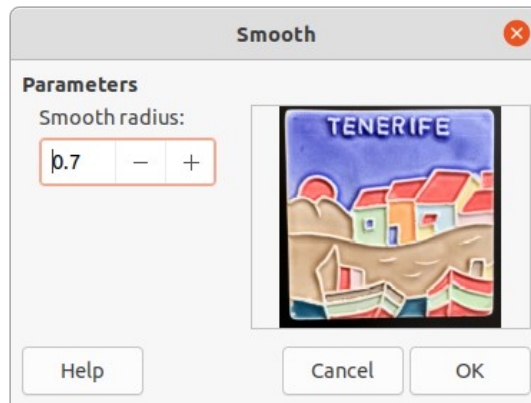 Smooth
Parameters
Smooth radius:
0.7
TENERIFE
Help
Cancel
OK